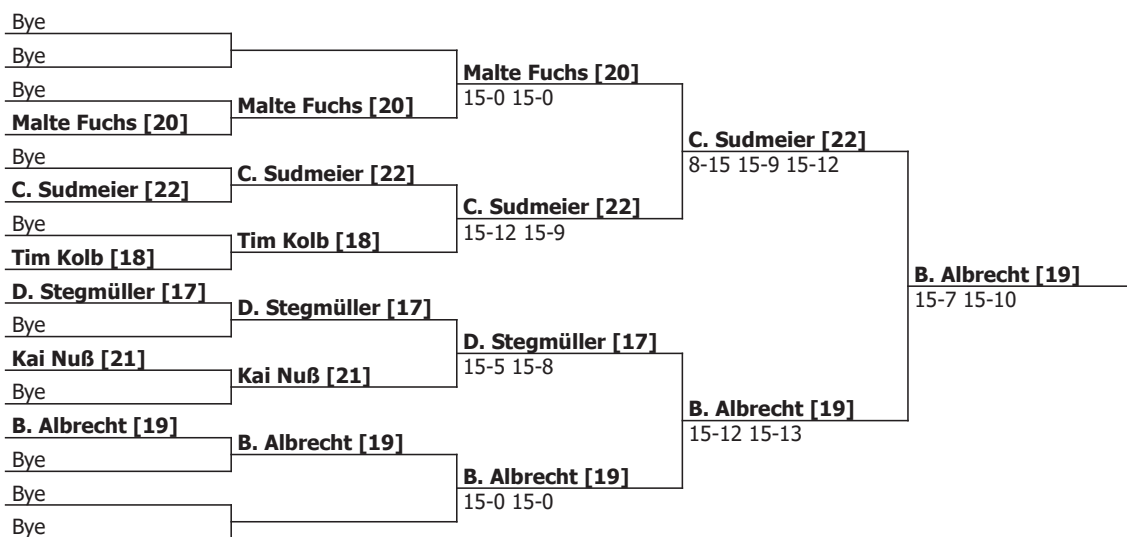 Bye
Bye
Bye
Malte Fuchs [20]
Bye
C. Sudmeier [22]
Bye
Tim Kolb [18]
D. Stegmüller [17]
Bye
Kai Nuß [21]
Bye
B. Albrecht [19]
Bye
Bye
Bye
Malte Fuchs [20]
C. Sudmeier [22]
Tim Kolb [18]
D. Stegmüller [17]
Kai Nuß [21]
B. Albrecht [19]
Malte Fuchs [20]
15-0 15-0
C. Sudmeier [22]
15-12 15-9
D. Stegmüller [17]
15-5 15-8
B. Albrecht [19]
15-0 15-0
C. Sudmeier [22]
8-15 15-9 15-12
B. Albrecht [19]
15-12 15-13
B. Albrecht [19]
15-7 15-10